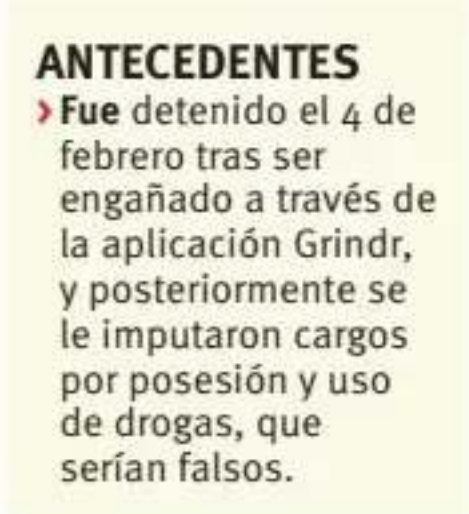 ANTECEDENTES
› Fue detenido el 4 de
febrero tras ser
engañado a través de
la aplicación Grindr,
y posteriormente se
le imputaron cargos
por posesión y uso
de drogas, que
serían falsos.